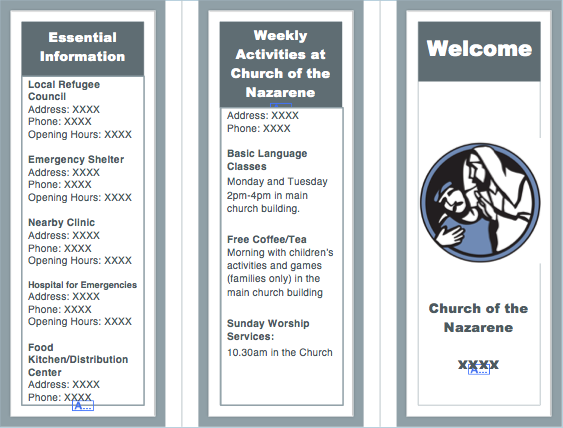 Essential
Information
Local Refugee
Council
Address: XXXX
Phone: XXXX
Opening Hours: XXXX
Emergency Shelter
Address: XXXX
Phone: XXXX
Opening Hours: XXXX
Nearby Clinic
Address: XXXX
Phone: XXXX
Opening Hours: XXXX
Hospital for Emergencies
Address: XXXX
Phone: XXXX
Opening Hours: XXXX
Food
Kitchen/Distribution
Center
Address: XXXX
Phone: XXXX
A...
Weekly
Activities at
Church of the
Nazarene
Address: XXXX
Phone: XXXX
Basic Language
Classes
Monday and Tuesday
2pm-4pm in main
church building.
Free Coffee/Tea
Morning with children's
activities and games
(families only) in the
main church building
Sunday Worship
Services:
10.30am in the Church
Welcome
Church of the
Nazarene
XXXX
A...